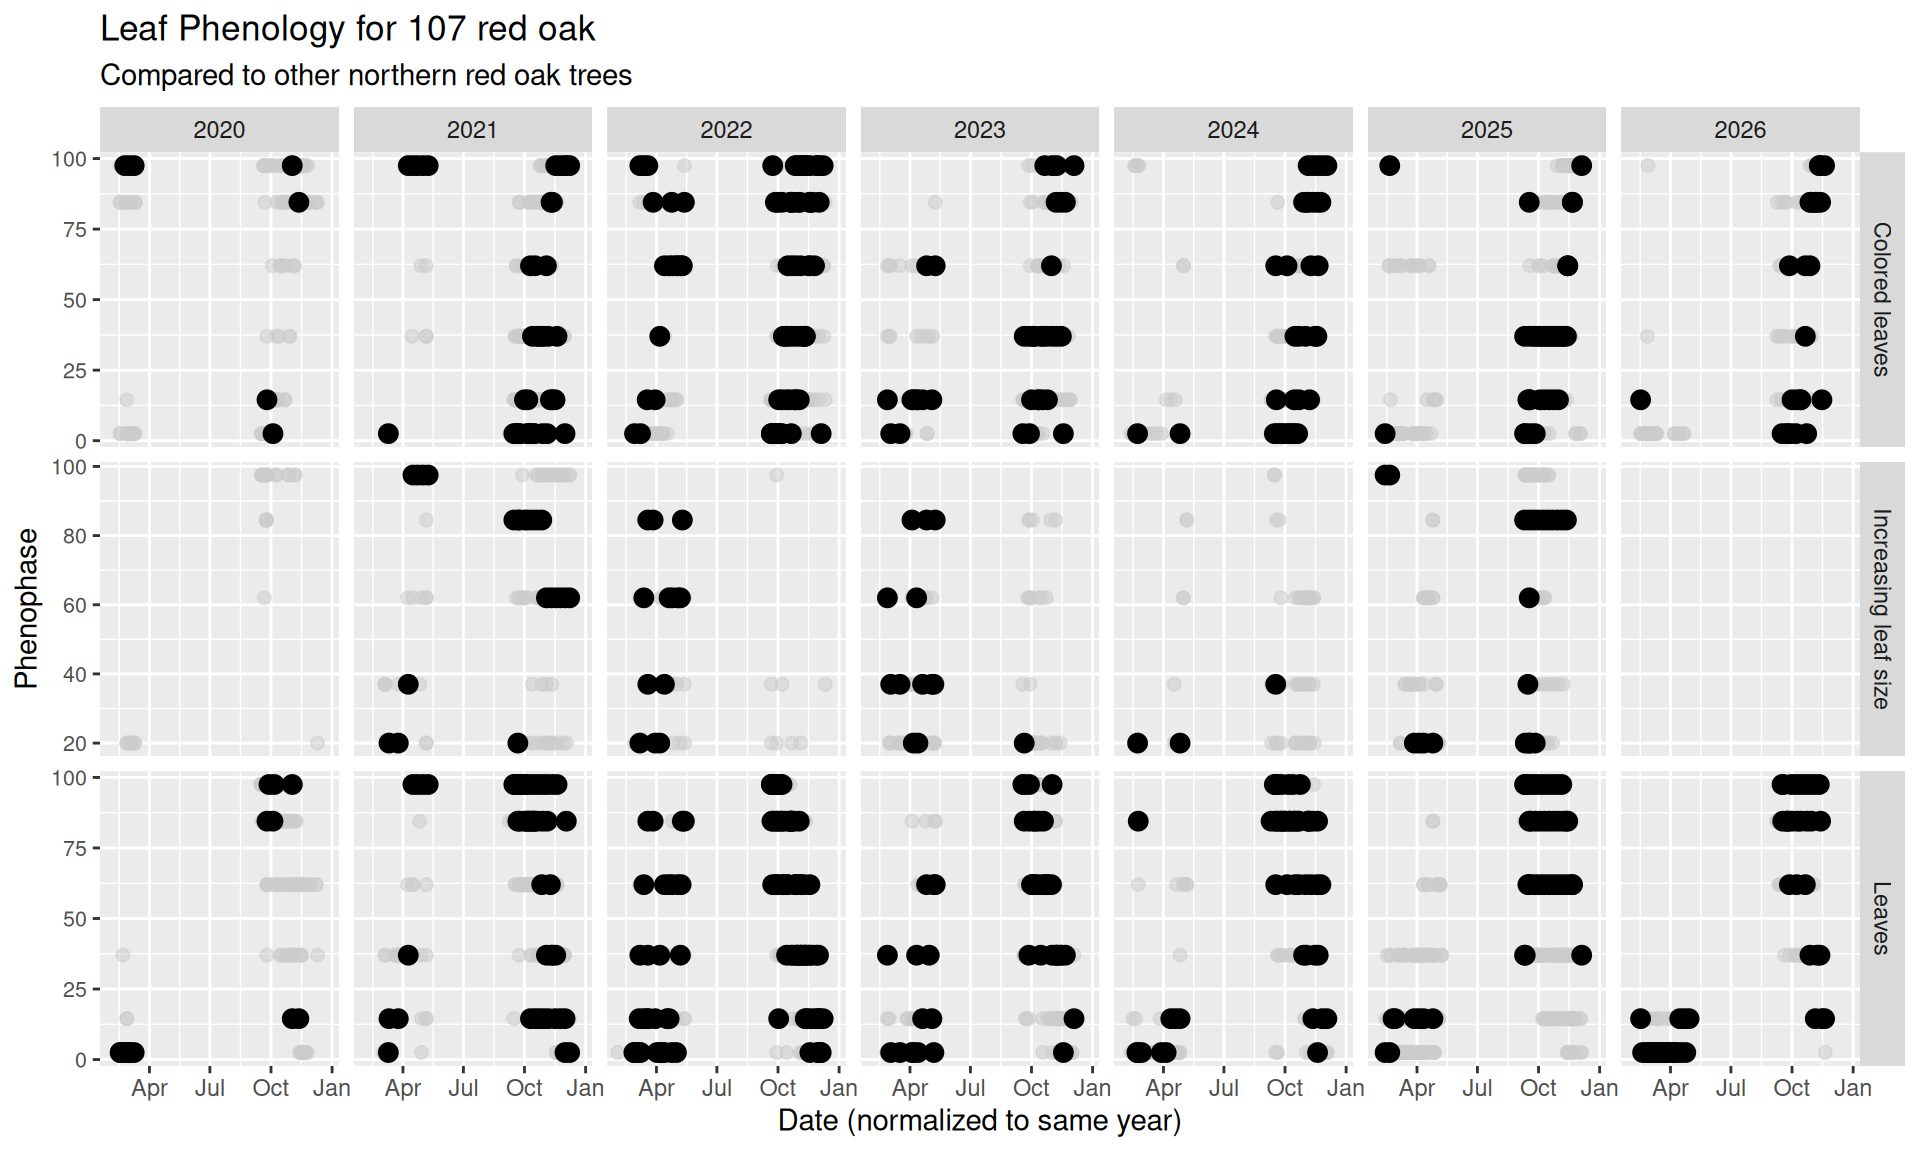 Leaf Phenology for 107 red oak
Compared to other northern red oak trees
2020 2021 2022 2023 2024 2025 2026
100
75
50
25
0
Colored leaves
100
80
60
40
20
Increasing leaf size
100
75
50
25
0
Leaves
Phenophase
Apr Jul Oct Jan Apr Jul Oct Jan Apr Jul Oct Jan Apr Jul Oct Jan Apr Jul Oct Jan Apr Jul Oct Jan Apr Jul Oct Jan
Date (normalized to same year)